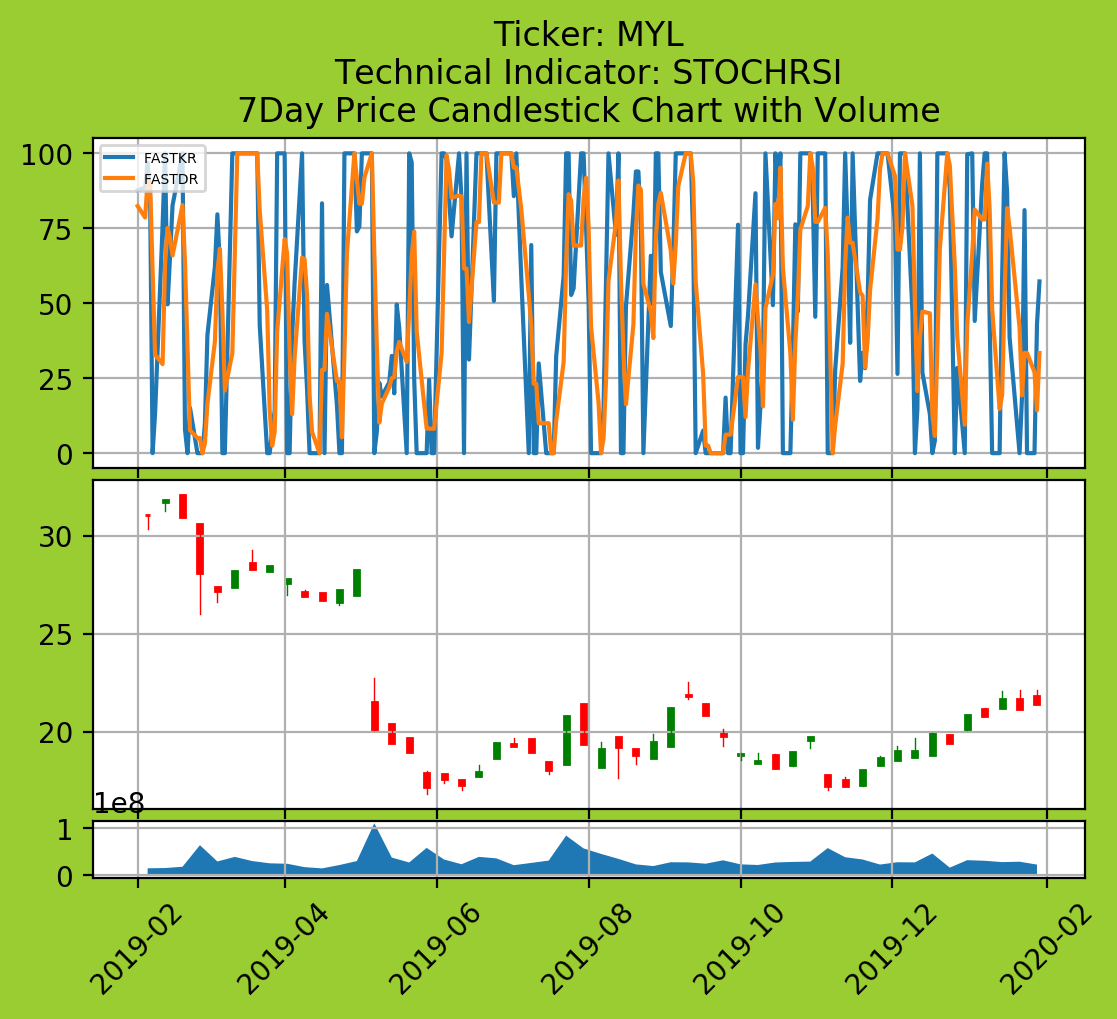 Ticker: MYL
Technical Indicator: STOCHRSI
7Day Price Candlestick Chart with Volume
100
75
50
25
0
FASTKR
FASTDR
30
25
20
1e8
1
0
2019-02
2019-04
2019-06
2019-08
2019-10
2019-12
2020-02